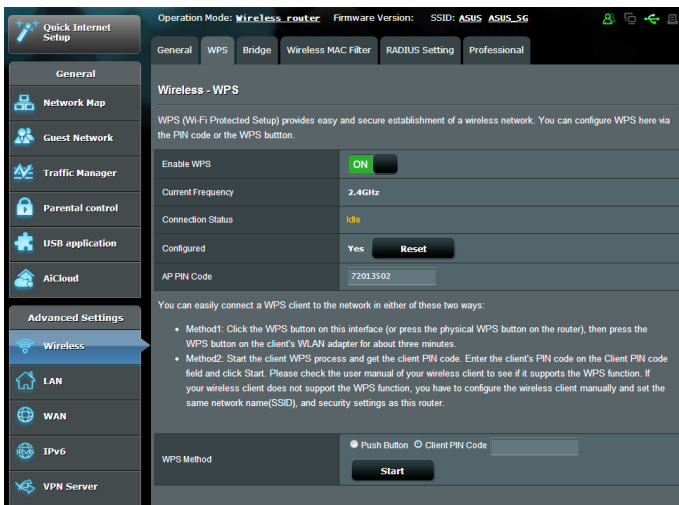 Quick Internet
Setup
Operation Mode: Wireless router Firmware Version: SSID: ASUS ASUS_5G
General WPS Bridge Wireless MAC Filter RADIUS Setting Professional
General
Network Map
Guest Network
Traffic Manager
Parental control
USB application
AiCloud
Advanced Settings
Wireless
LAN
WAN
IPv6
VPN Server
Wireless - WPS
WPS (Wi-Fi Protected Setup) provides easy and secure establishment of a wireless network. You can configure WPS here via
the PIN code or the WPS buttton.
Enable WPS ON
Current Frequency 2.4GHz
Connection Status Idle
Configured Yes Reset
AP PIN Code 72013502
You can easily connect a WPS client to the network in either of these two ways:
• Method1: Click the WPS button on this interface (or press the physical WPS button on the router), then press the
WPS button on the client's WLAN adapter for about three minutes.
• Method2: Start the client WPS process and get the client PIN code. Enter the client's PIN code on the Client PIN code
field and click Start. Please check the user manual of your wireless client to see if it supports the WPS function. If
your wireless client does not support the WPS function, you have to configure the wireless client manually and set the
same network name(SSID), and security settings as this router.
WPS Method Push Button Client PIN Code
Start